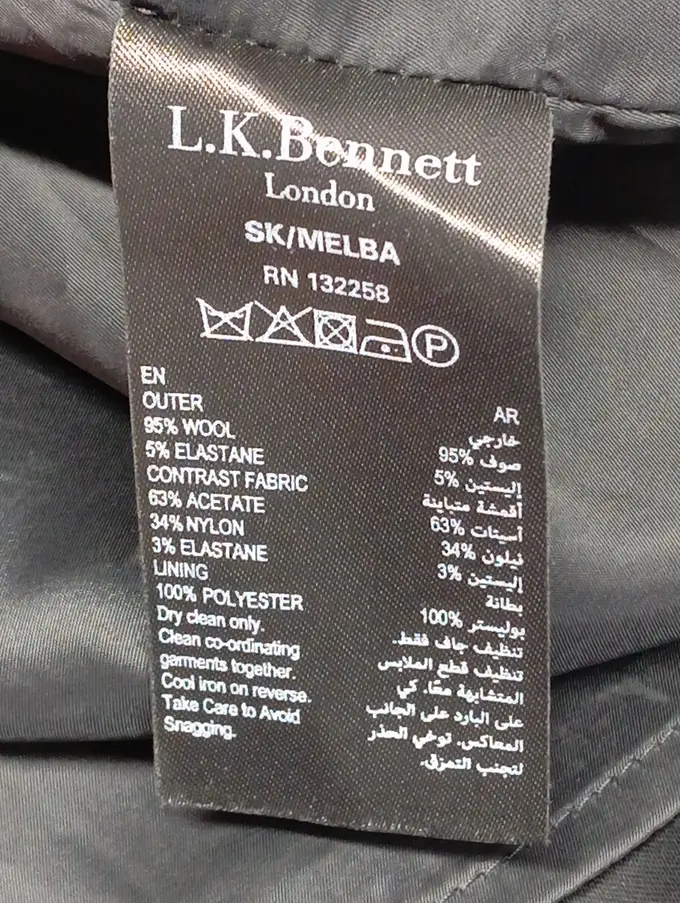 L.K.Bennett
London
SK/MELBA
RN 132258
P
EN
OUTER
95% WOOL
5% ELASTANE
CONTRAST FABRIC
63% ACETATE
34% NYLON
3% ELASTANE
LINING
100% POLYESTER
Dry clean only.
Clean co-ordinating
garments together.
Cool iron on reverse.
Take Care to Avoid
Snagging.
AR
خارجي
95% صوف
5% إليستين
أقمشة متباينة
63% أسيتات
34% نيلون
3% إليستين
بطانة
100% بوليستر
تنظيف جاف فقط.
تنظيف قطع الملابس
المتشابهة معًا. كي
على البارد على الجانب
المعاكس. توخي الحذر
لتجنب التمزق.